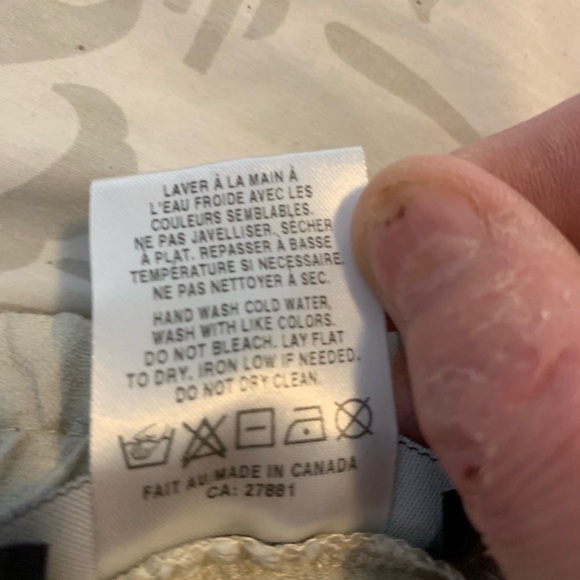 LAVER À LA MAIN À
L'EAU FROIDE AVEC LES
COULEURS SEMBLABLES.
NE PAS JAVELLISER. SÉCHER
À PLAT. REPASSER À BASSE
TEMPÉRATURE SI NÉCESSAIRE.
NE PAS NETTOYER À SEC.
HAND WASH COLD WATER,
WASH WITH LIKE COLORS.
DO NOT BLEACH. LAY FLAT
TO DRY. IRON LOW IF NEEDED.
DO NOT DRY CLEAN.
FAIT AU MADE IN CANADA
CA: 27881